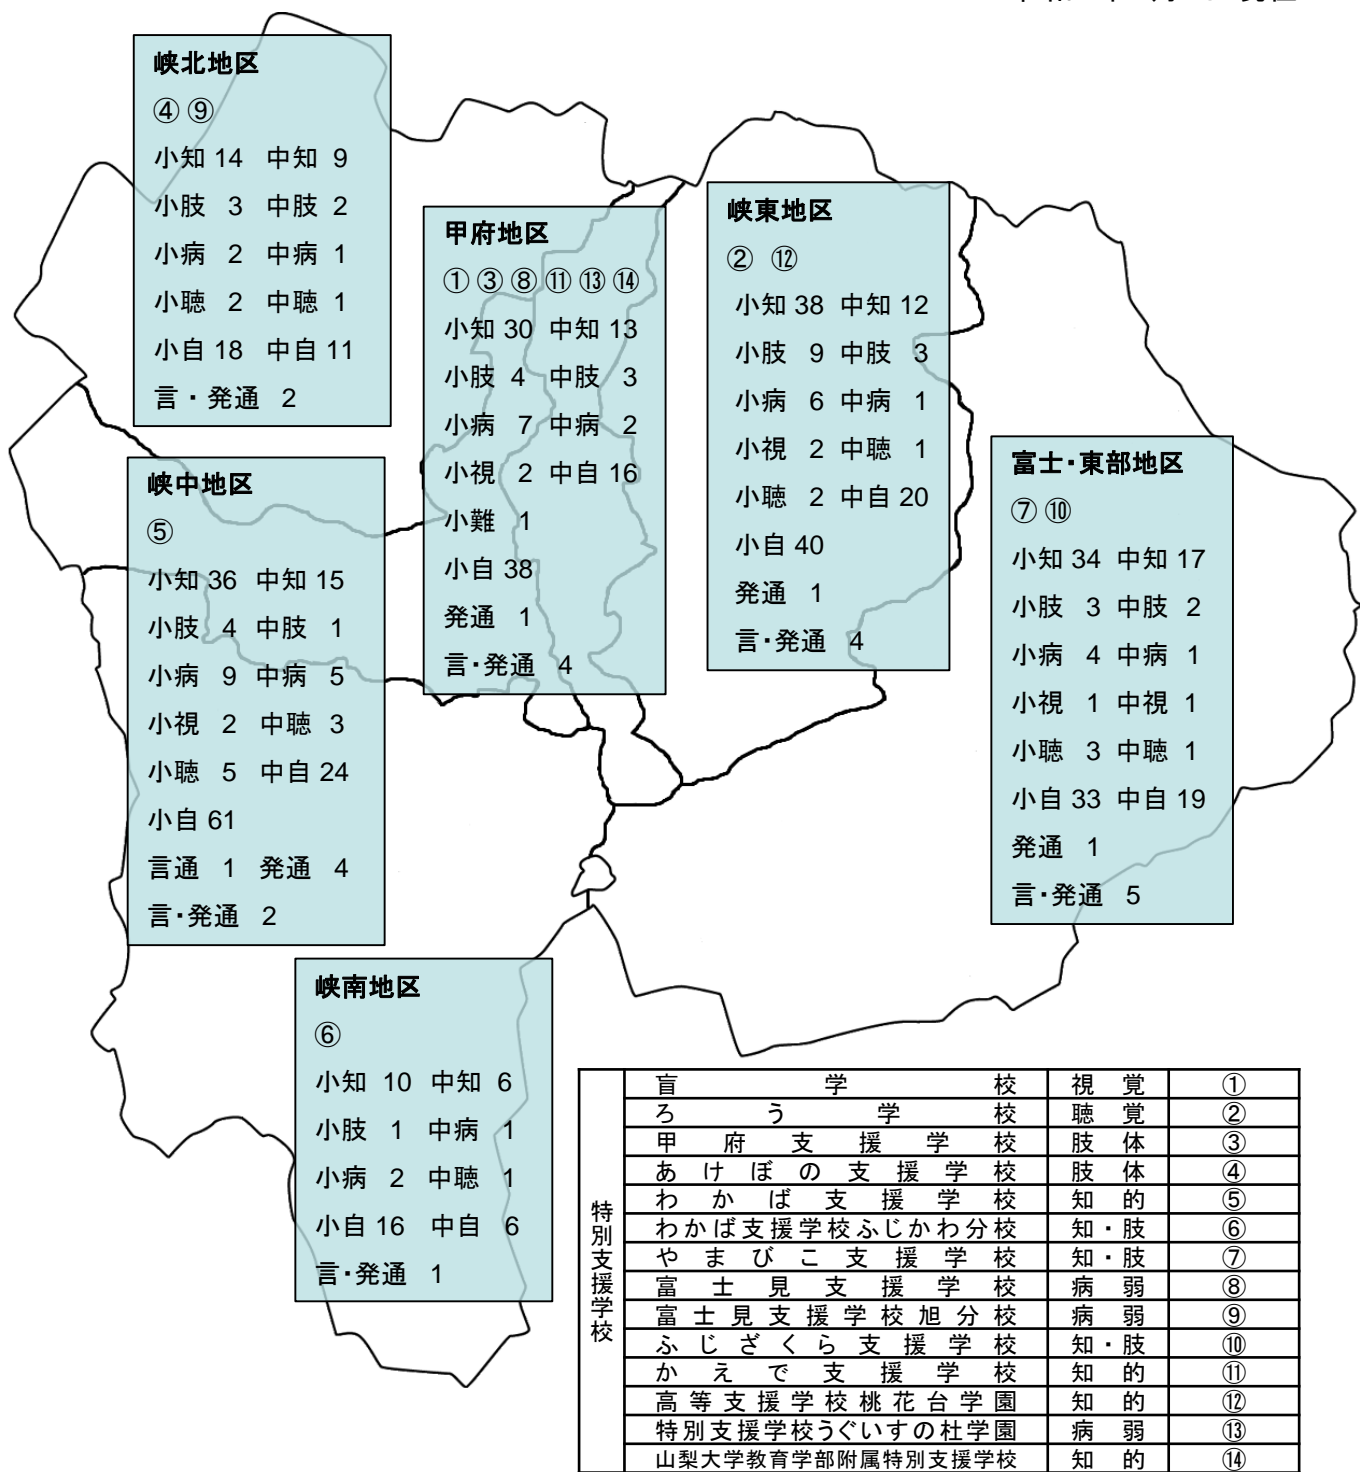 峡北地区
④ ⑨
小知 14 中知 9
小肢 3 中肢 2
小病 2 中病 1
小聴 2 中聴 1
小自 18 中自 11
言・発通 2
甲府地区
① ③ ⑧ ⑪ ⑬ ⑭
小知 30 中知 13
小肢 4 中肢 3
小病 7 中病 2
小視 2 中自 16
小難 1
小自 38
発通 1
言・発通 4
峡東地区
② ⑫
小知 38 中知 12
小肢 9 中肢 3
小病 6 中病 1
小視 2 中聴 1
小聴 2 中自 20
小自 40
発通 1
言・発通 4
峡中地区
⑤
小知 36 中知 15
小肢 4 中肢 1
小病 9 中病 5
小視 2 中聴 3
小聴 5 中自 24
小自 61
言通 1 発通 4
言・発通 2
富士・東部地区
⑦ ⑩
小知 34 中知 17
小肢 3 中肢 2
小病 4 中病 1
小視 1 中視 1
小聴 3 中聴 1
小自 33 中自 19
発通 1
言・発通 5
峡南地区
⑥
小知 10 中知 6
小肢 1 中病 1
小病 2 中聴 1
小自 16 中自 6
言・発通 1
特別支援学校
盲学校 視覚 ①
ろう学校 聴覚 ②
甲府支援学校 肢体 ③
あけぼの支援学校 肢体 ④
わかば支援学校 知的 ⑤
わかば支援学校ふじかわ分校 知・肢 ⑥
やまびこ支援学校 知・肢 ⑦
富士見支援学校 病弱 ⑧
富士見支援学校旭分校 病弱 ⑨
ふじざくら支援学校 知・肢 ⑩
かえで支援学校 知的 ⑪
高等支援学校桃花台学園 知的 ⑫
特別支援学校うぐいすの杜学園 病弱 ⑬
山梨大学教育学部附属特別支援学校 知的 ⑭